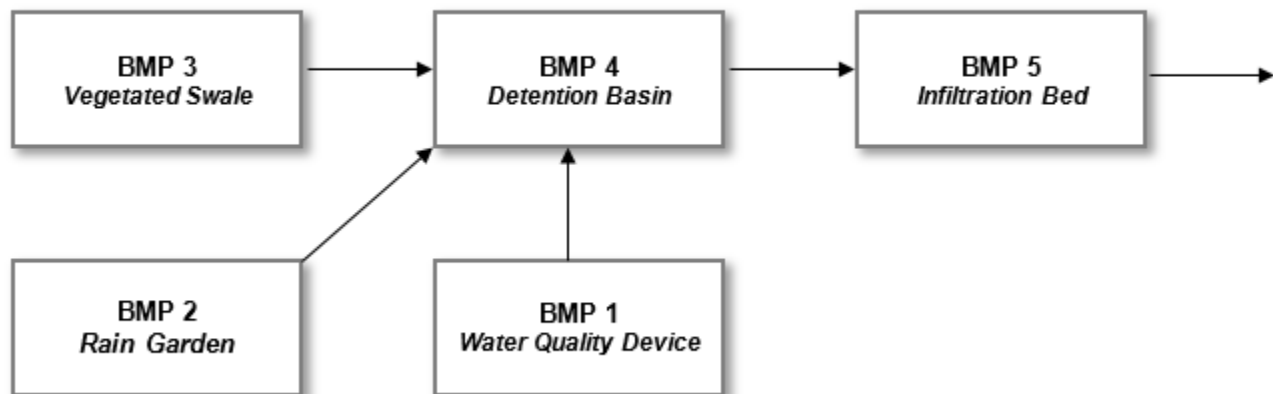 BMP 3
Vegetated Swale
BMP 4
Detention Basin
BMP 5
Infiltration Bed
BMP 2
Rain Garden
BMP 1
Water Quality Device